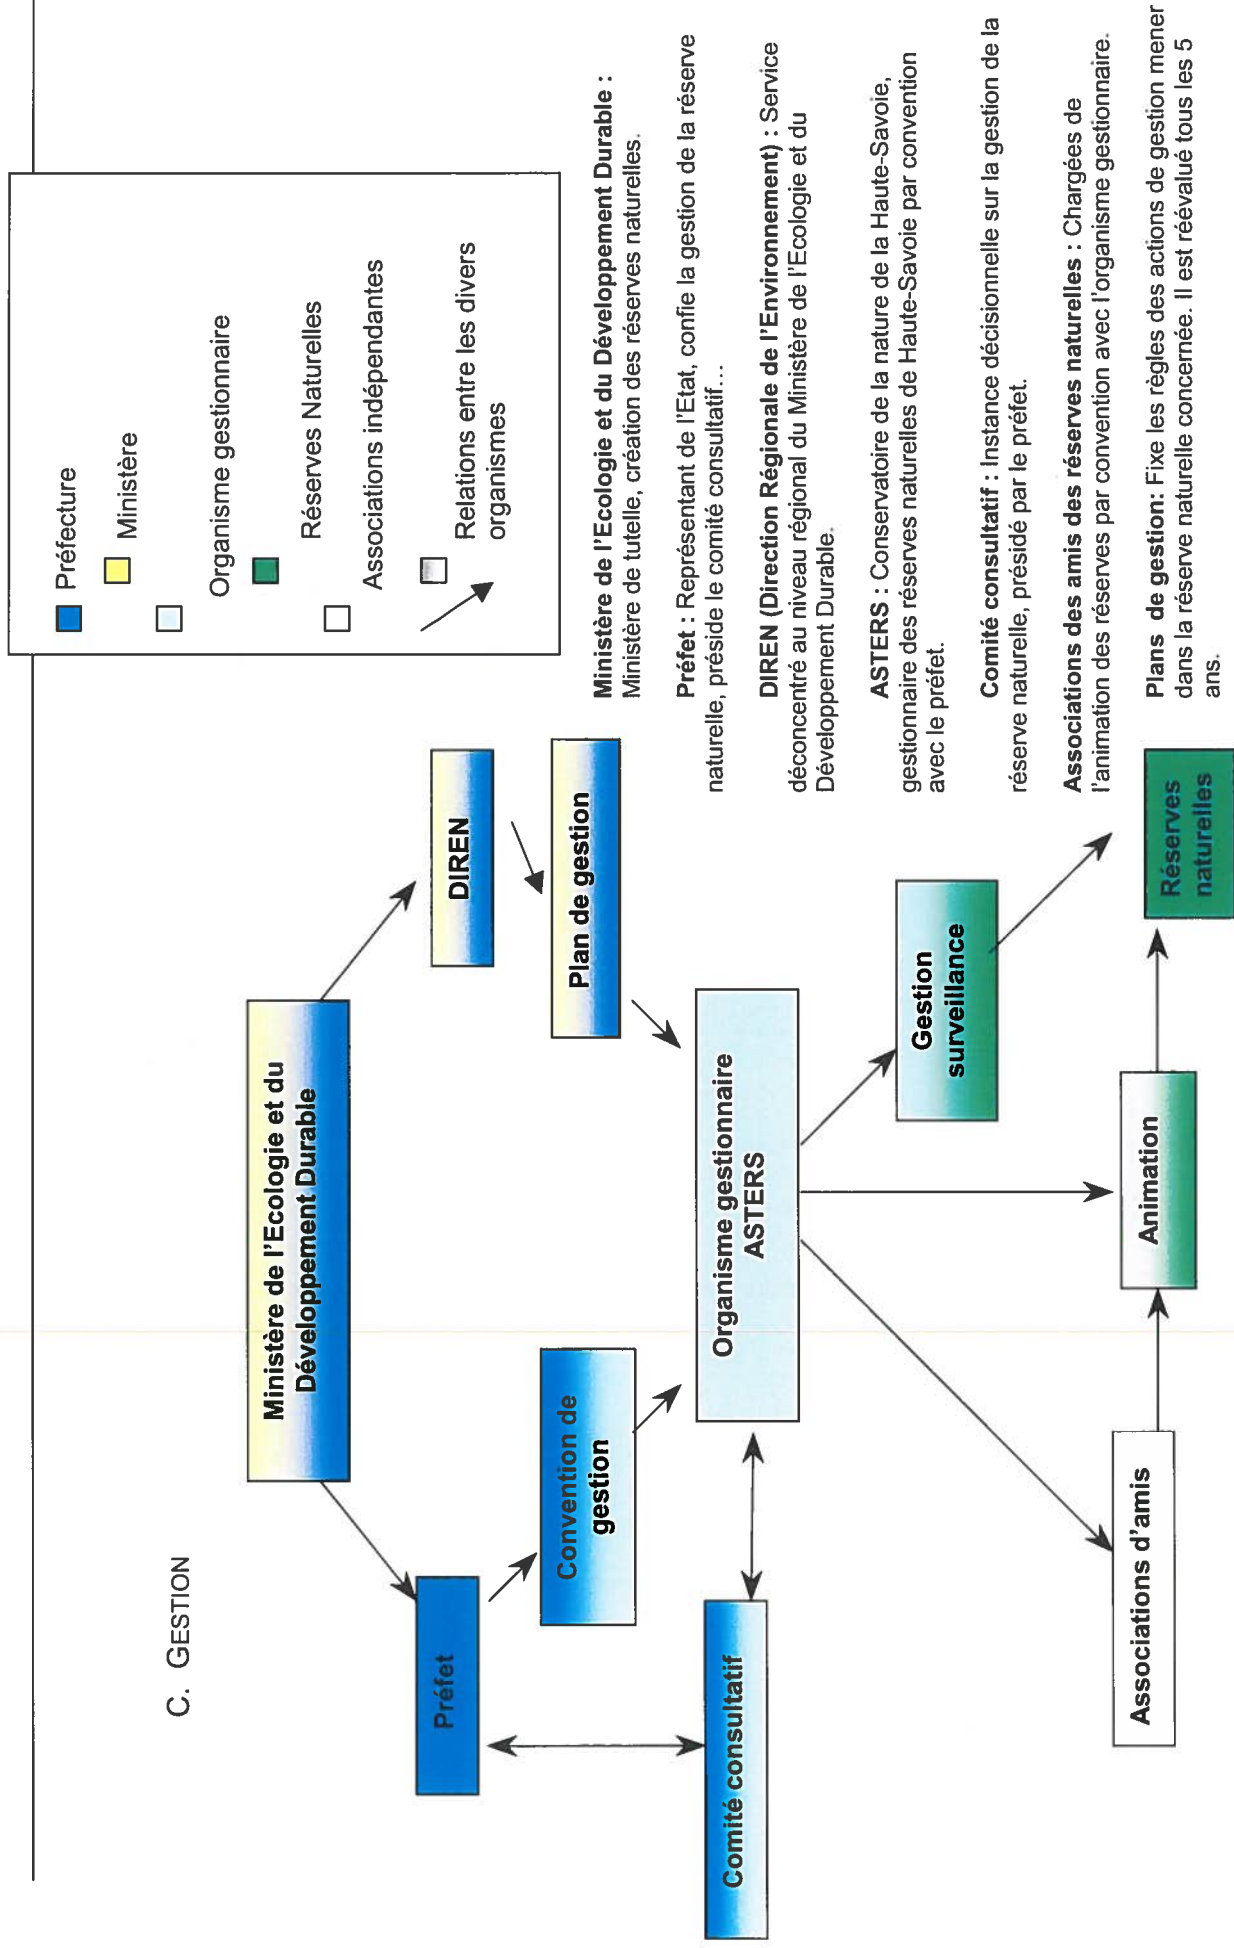 C. GESTION
Ministère de l'Ecologie et du
Développement Durable
Préfet
DIREN
Convention de
gestion
Plan de gestion
Comité consultatif
Organisme gestionnaire
ASTERS
Gestion
surveillance
Associations d'amis
Animation
Réserves
naturelles
Préfecture
Ministère
Organisme gestionnaire
Réserves Naturelles
Associations indépendantes
Relations entre les divers
organismes
Ministère de l'Ecologie et du Développement Durable :
Ministère de tutelle, création des réserves naturelles.
Préfet : Représentant de l'Etat, confie la gestion de la réserve
naturelle, préside le comité consultatif...
DIREN (Direction Régionale de l'Environnement) : Service
déconcentré au niveau régional du Ministère de l'Ecologie et du
Développement Durable.
ASTERS : Conservatoire de la nature de la Haute-Savoie,
gestionnaire des réserves naturelles de Haute-Savoie par convention
avec le préfet.
Comité consultatif : Instance décisionnelle sur la gestion de la
réserve naturelle, présidé par le préfet.
Associations des amis des réserves naturelles : Chargées de
l'animation des réserves par convention avec l'organisme gestionnaire.
Plans de gestion: Fixe les règles des actions de gestion mener
dans la réserve naturelle concernée. Il est réévalué tous les 5
ans.